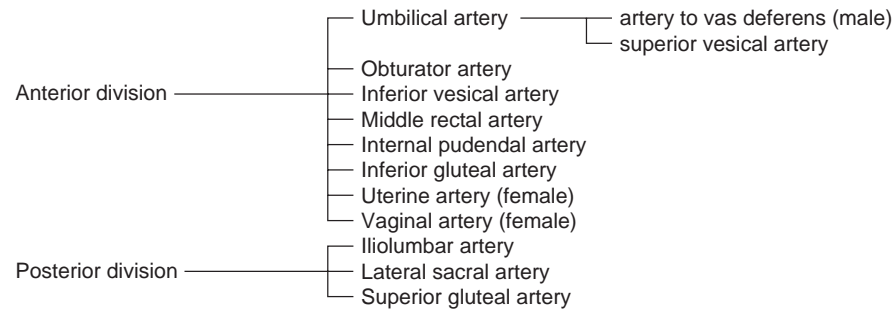 Umbilical artery
artery to vas deferens (male)
superior vesical artery
Obturator artery
Anterior division
Inferior vesical artery
Middle rectal artery
Internal pudendal artery
Inferior gluteal artery
Uterine artery (female)
Vaginal artery (female)
Iliolumbar artery
Posterior division
Lateral sacral artery
Superior gluteal artery